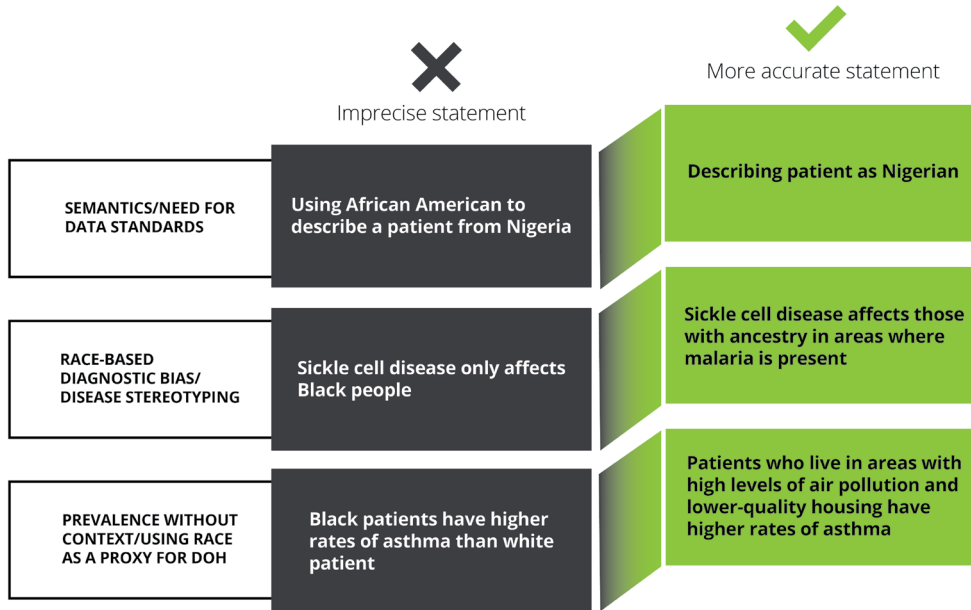 Imprecise statement
More accurate statement
SEMANTICS/NEED FOR
DATA STANDARDS
Using African American to
describe a patient from Nigeria
Describing patient as Nigerian
RACE-BASED
DIAGNOSTIC BIAS/
DISEASE STEREOTYPING
Sickle cell disease only affects
Black people
Sickle cell disease affects those
with ancestry in areas where
malaria is present
PREVALENCE WITHOUT
CONTEXT/USING RACE
AS A PROXY FOR DOH
Black patients have higher
rates of asthma than white
patient
Patients who live in areas with
high levels of air pollution and
lower-quality housing have
higher rates of asthma